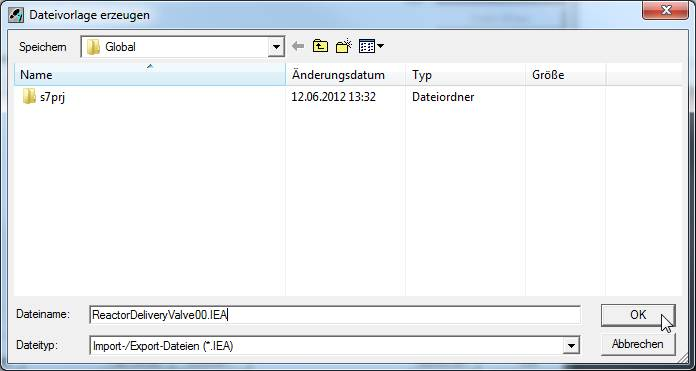 Dateivorlage erzeugen
Speichern Global
Name Änderungsdatum Typ Größe
s7prj 12.06.2012 13:32 Dateiordner
Dateiname: ReactorDeliveryValve00.IEA OK
Dateityp: Import-/Export-Dateien (*.IEA) Abbrechen